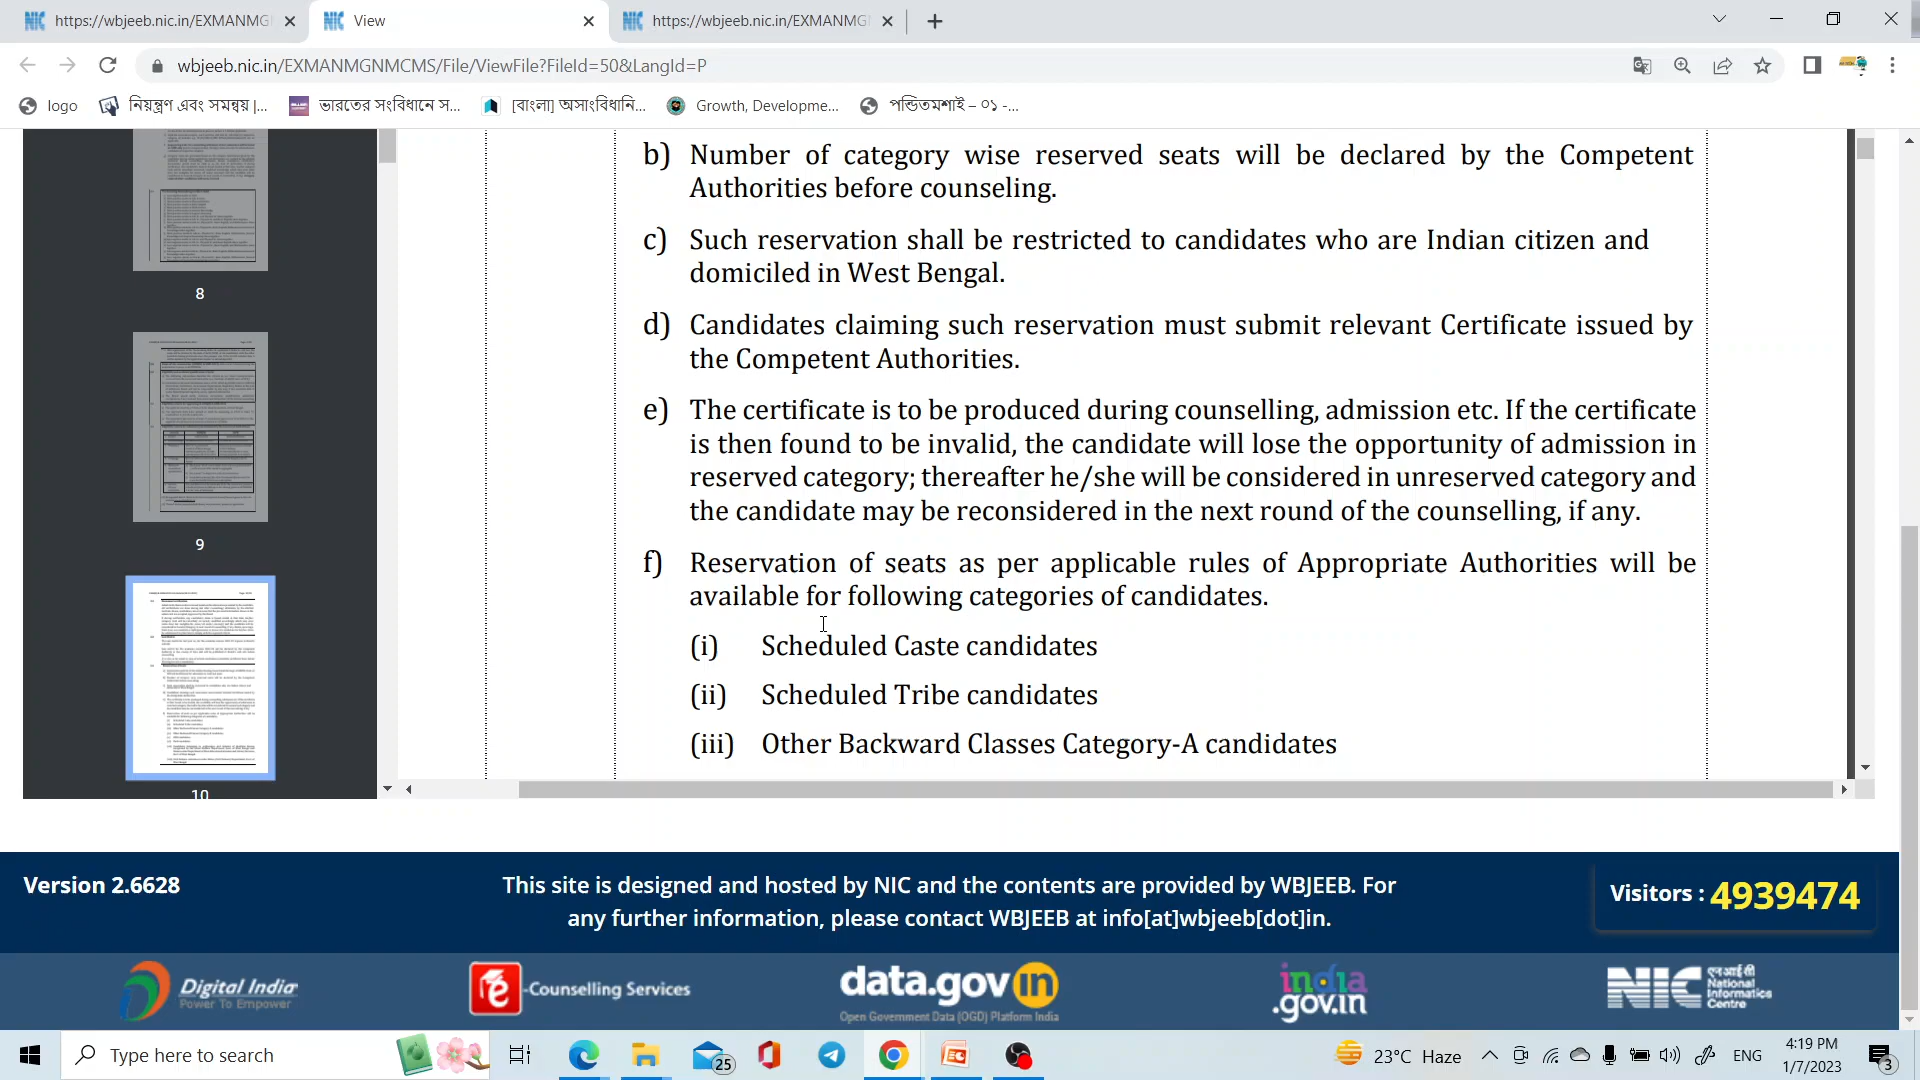 https://wbjeeb.nic.in/EXMANMG
View
https://wbjeeb.nic.in/EXMANMG
wbjeeb.nic.in/EXMANMGNMCMS/File/ViewFile?FileId=50&LangId=P
logo
নিয়ন্ত্রণ এবং সমন্বয় |...
ভারতের সংবিধানে স...
[বাংলা] অসাংবিধানি...
Growth, Developme...
পন্ডিতমশাই – ০১ -...
8
9
10
b) Number of category wise reserved seats will be declared by the Competent
Authorities before counseling.
c) Such reservation shall be restricted to candidates who are Indian citizen and
domiciled in West Bengal.
d) Candidates claiming such reservation must submit relevant Certificate issued by
the Competent Authorities.
e) The certificate is to be produced during counselling, admission etc. If the certificate
is then found to be invalid, the candidate will lose the opportunity of admission in
reserved category; thereafter he/she will be considered in unreserved category and
the candidate may be reconsidered in the next round of the counselling, if any.
f) Reservation of seats as per applicable rules of Appropriate Authorities will be
available for following categories of candidates.
(i) Scheduled Caste candidates
(ii) Scheduled Tribe candidates
(iii) Other Backward Classes Category-A candidates
Version 2.6628
This site is designed and hosted by NIC and the contents are provided by WBJEEB. For
any further information, please contact WBJEEB at info[at]wbjeeb[dot]in.
Visitors : 4939474
Digital India
Power To Empower
e-Counselling Services
data.gov in
Open Government Data (OGD) Platform India
india
.gov.in
NIC एनआईसी
National
Informatics
Centre
Type here to search
25
23°C Haze
ENG
4:19 PM
1/7/2023
3